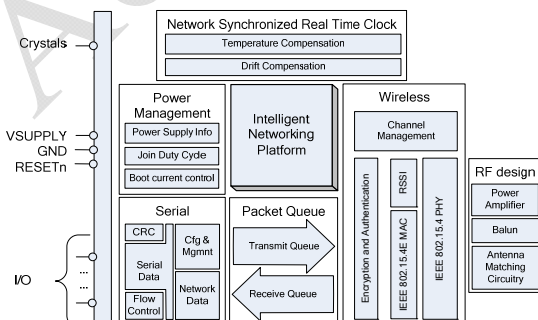 Network Synchronized Real Time Clock
Temperature Compensation
Drift Compensation
Crystals
VSUPPLY
GND
RESETn
I/O
...
...
Power
Management
Power Supply Info
Join Duty Cycle
Boot current control
Intelligent
Networking
Platform
Wireless
Channel
Management
Encryption and Authentication
RSSI
IEEE 802.15.4E MAC
IEEE 802.15.4 PHY
RF design
Power
Amplifier
Balun
Antenna
Matching
Circuitry
Serial
CRC
Serial
Data
Flow
Control
Cfg &
Mgmnt
Network
Data
Packet Queue
Transmit Queue
Receive Queue